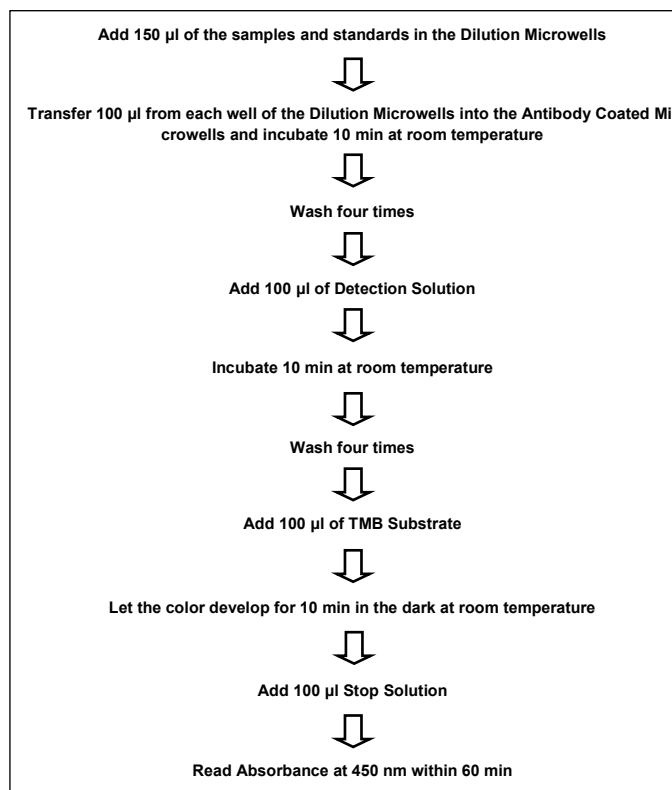 Add 150 µl of the samples and standards in the Dilution Microwells
Transfer 100 µl from each well of the Dilution Microwells into the Antibody Coated Mi
crowells and incubate 10 min at room temperature
Wash four times
Add 100 µl of Detection Solution
Incubate 10 min at room temperature
Wash four times
Add 100 µl of TMB Substrate
Let the color develop for 10 min in the dark at room temperature
Add 100 µl Stop Solution
Read Absorbance at 450 nm within 60 min